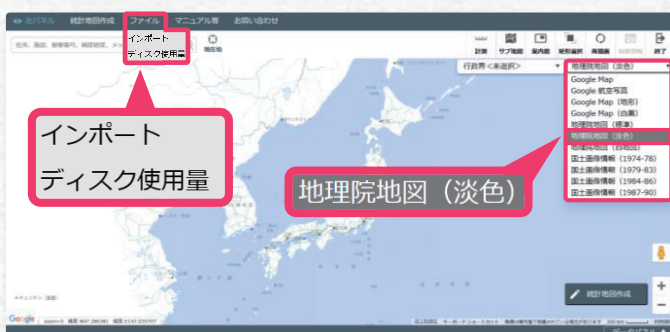 左パネル 統計地図作成 ファイル マニュアル等 お問い合わせ
インポート
ディスク使用量
現在地
計測 サブ地図 案内図 矩形選択 再描画 終了
行政界<未選択>
地理院地図（淡色）
Google Map
Google 航空写真
Google Map（地形）
Google Map（白黒）
地理院地図（標準）
地理院地図（淡色）
地理院地図（白地図）
国土画像情報（1974-78）
国土画像情報（1979-83）
国土画像情報（1984-86）
国土画像情報（1987-90）
インポート
ディスク使用量
地理院地図（淡色）
統計地図作成
Google
データパネル